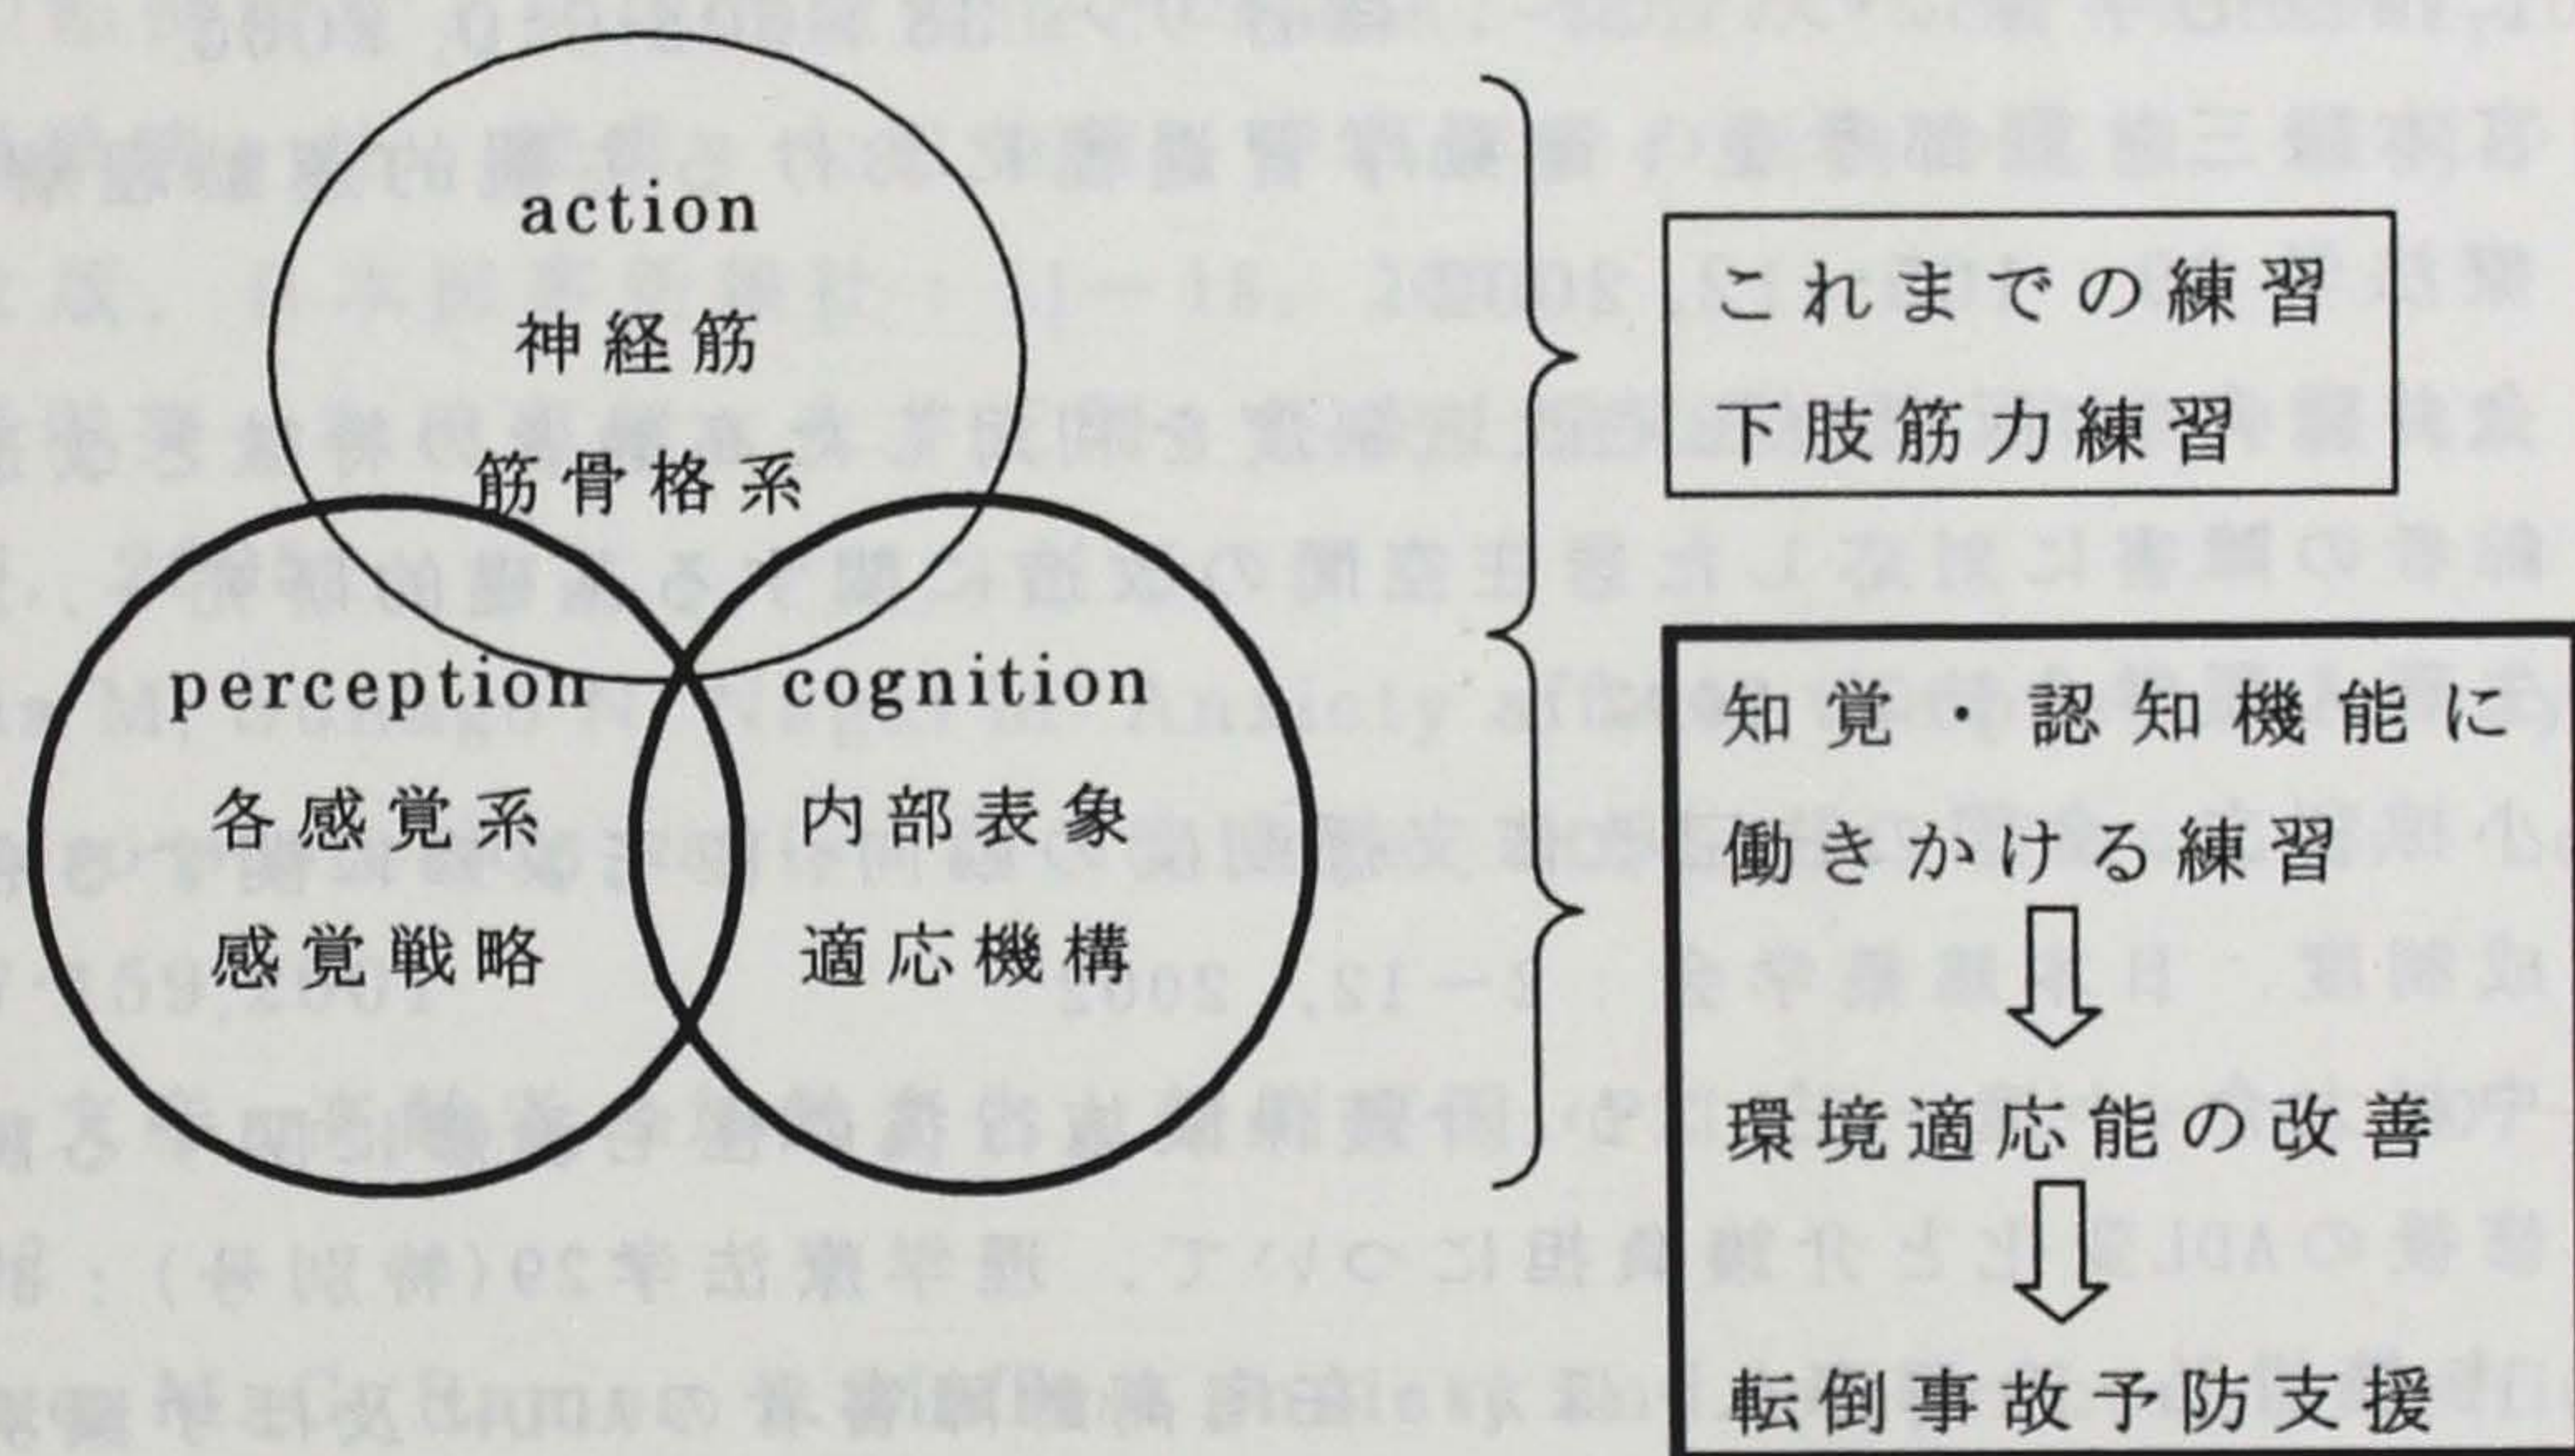 action
神経筋
筋骨格系
perception
各感覚系
感覚戦略
cognition
内部表象
適応機構
これまでの練習
下肢筋力練習
知覚・認知機能に
働きかける練習
環境適応能の改善
転倒事故予防支援